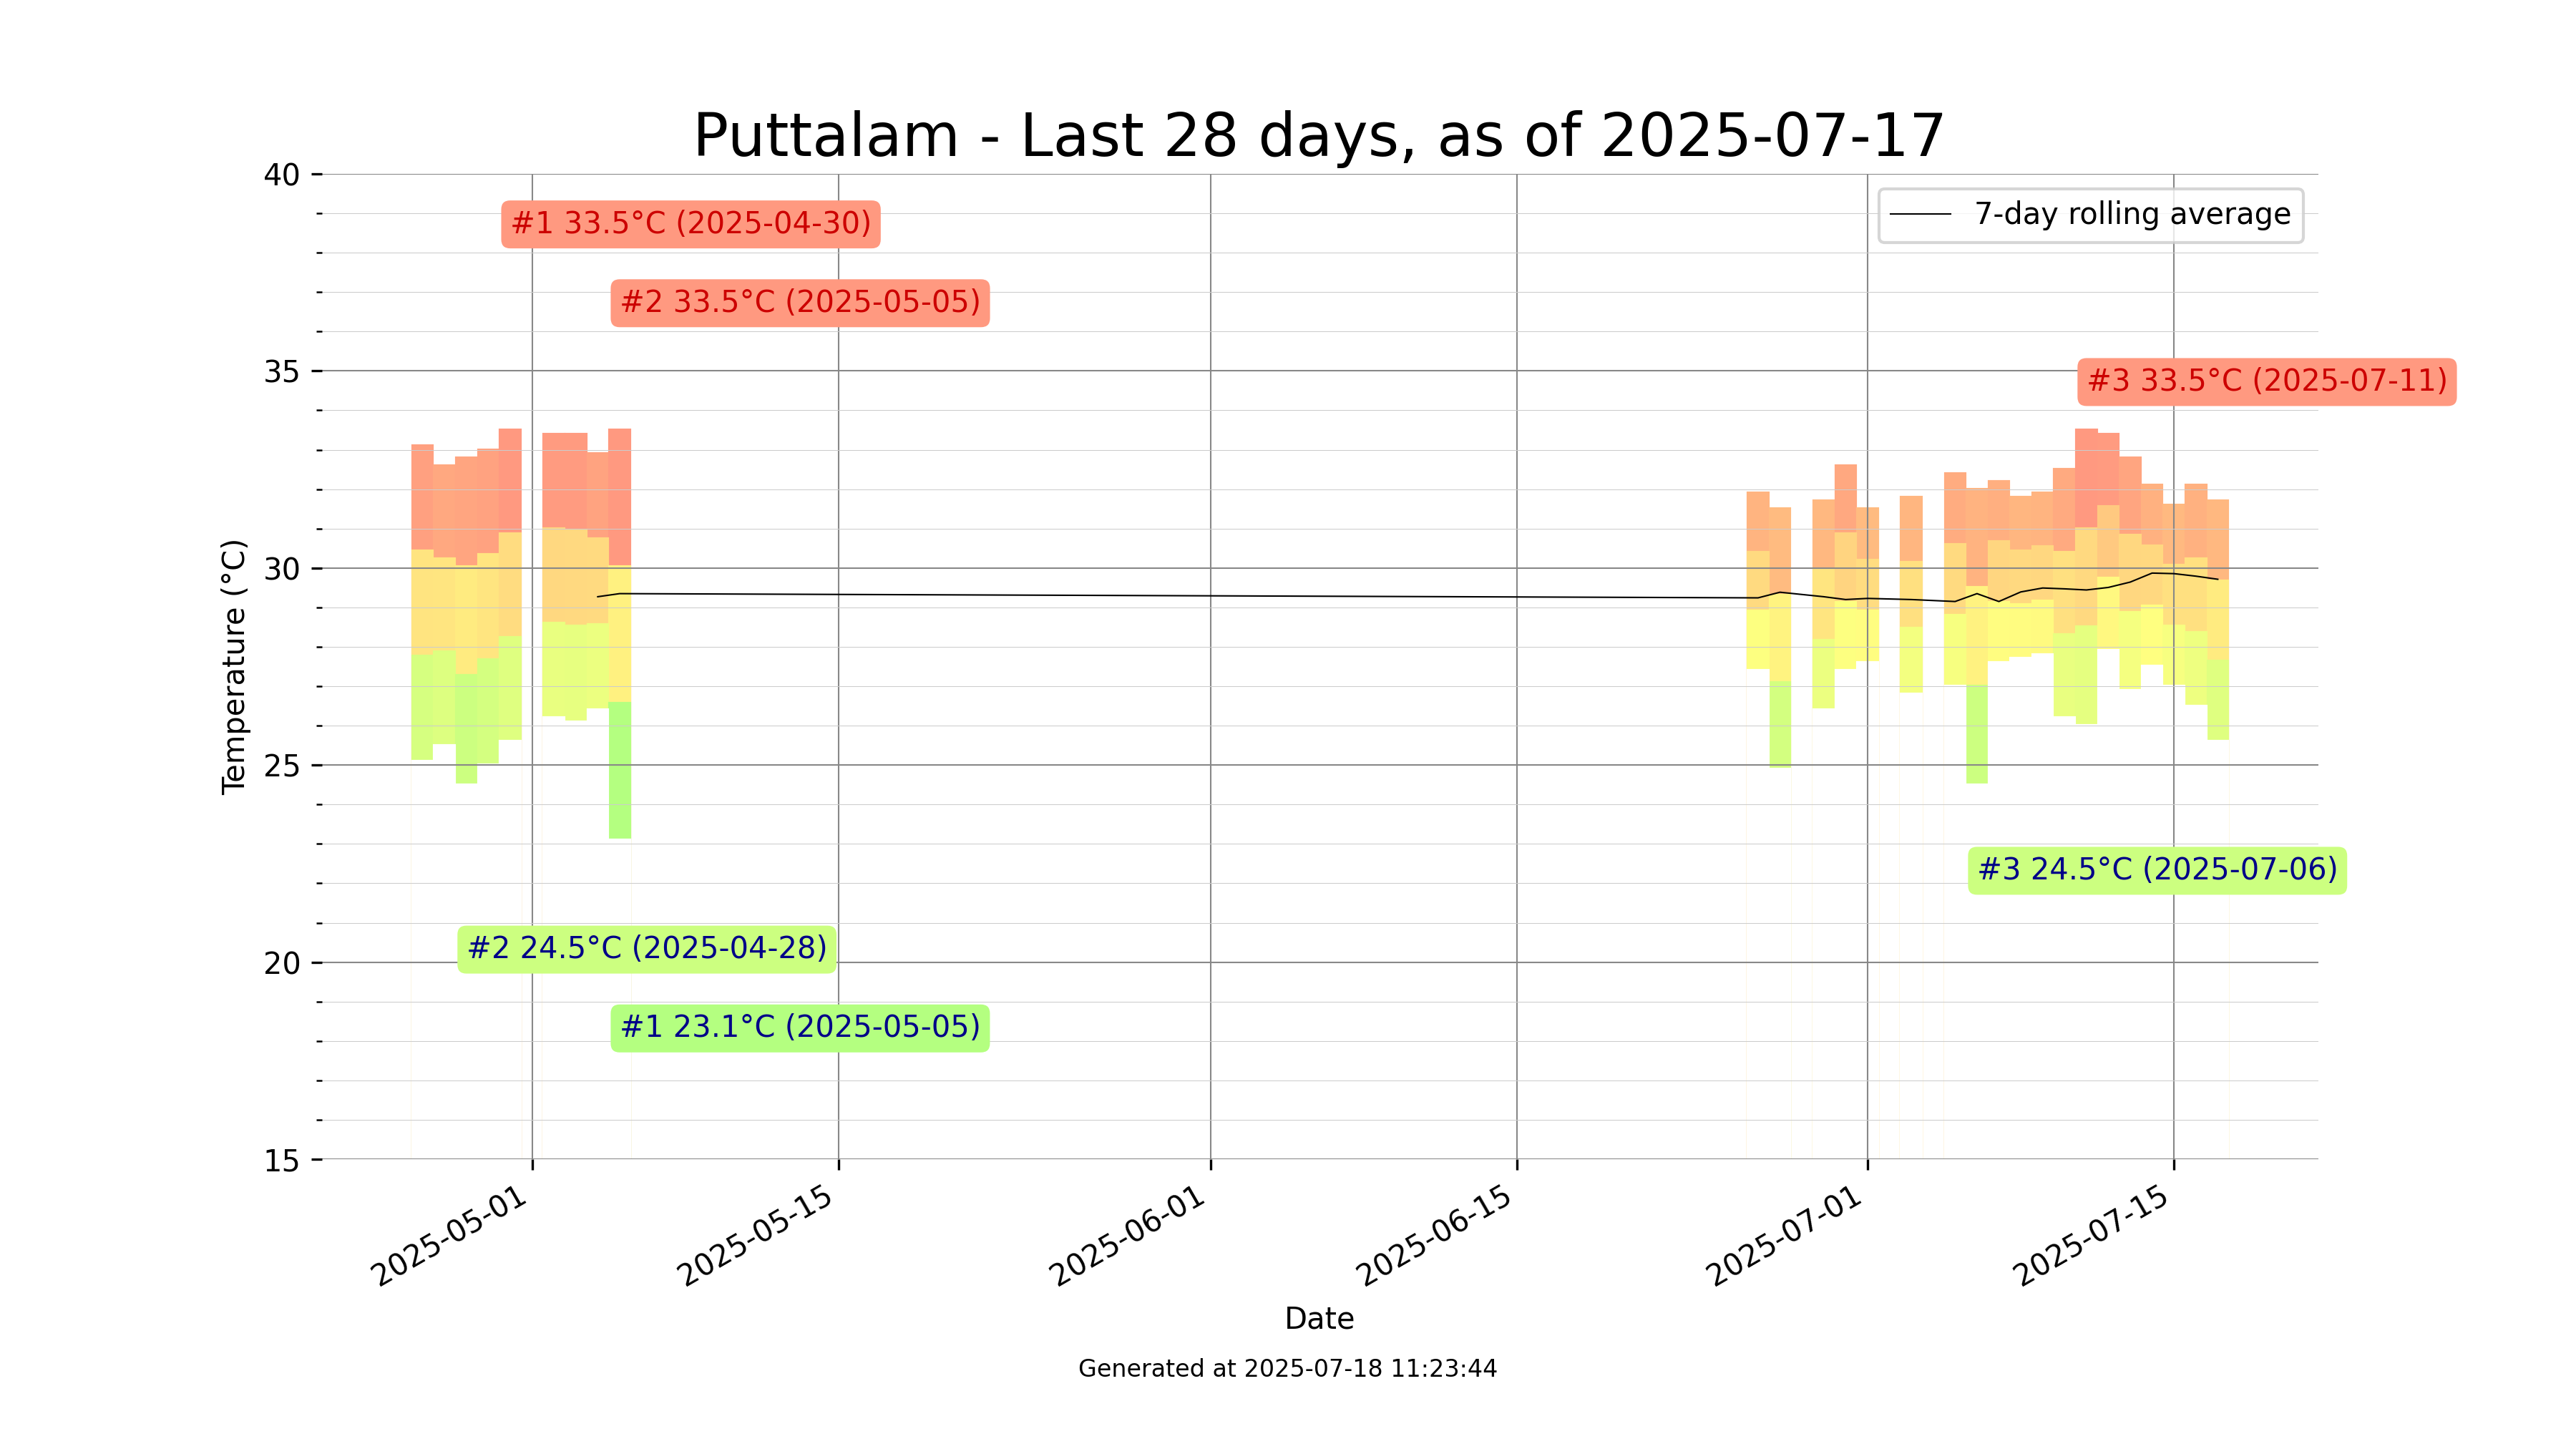 Puttalam - Last 28 days, as of 2025-07-17
40
35
30
25
20
15
Temperature (°C)
7-day rolling average
#1 33.5°C (2025-04-30)
#2 33.5°C (2025-05-05)
#3 33.5°C (2025-07-11)
#3 24.5°C (2025-07-06)
#2 24.5°C (2025-04-28)
#1 23.1°C (2025-05-05)
2025-05-01
2025-05-15
2025-06-01
2025-06-15
2025-07-01
2025-07-15
Date
Generated at 2025-07-18 11:23:44